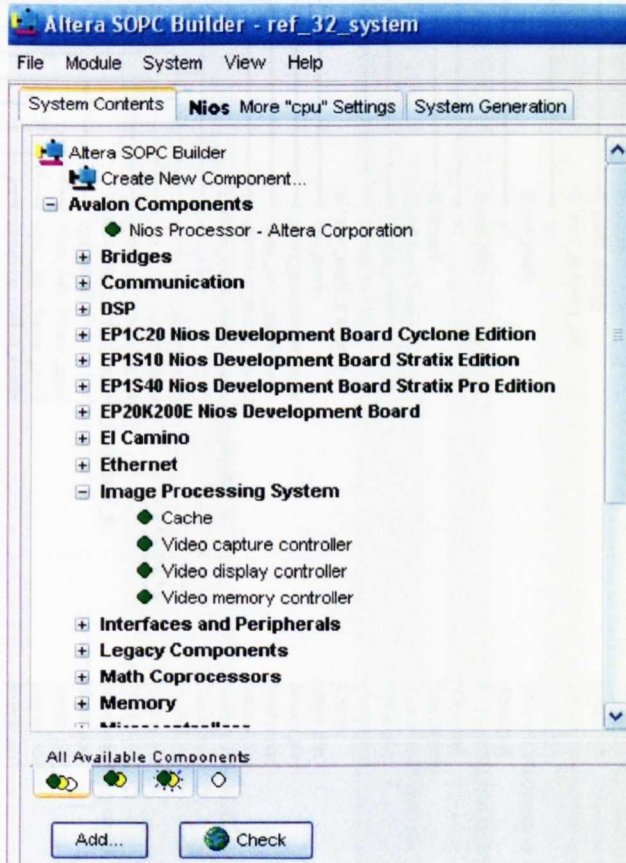 Altera SOPC Builder - ref_32_system
File Module System View Help
System Contents Nios More "cpu" Settings System Generation
Altera SOPC Builder
Create New Component...
Avalon Components
Nios Processor - Altera Corporation
Bridges
Communication
DSP
EP1C20 Nios Development Board Cyclone Edition
EP1S10 Nios Development Board Stratix Edition
EP1S40 Nios Development Board Stratix Pro Edition
EP20K200E Nios Development Board
El Camino
Ethernet
Image Processing System
Cache
Video capture controller
Video display controller
Video memory controller
Interfaces and Peripherals
Legacy Components
Math Coprocessors
Memory
All Available Components
Add... Check